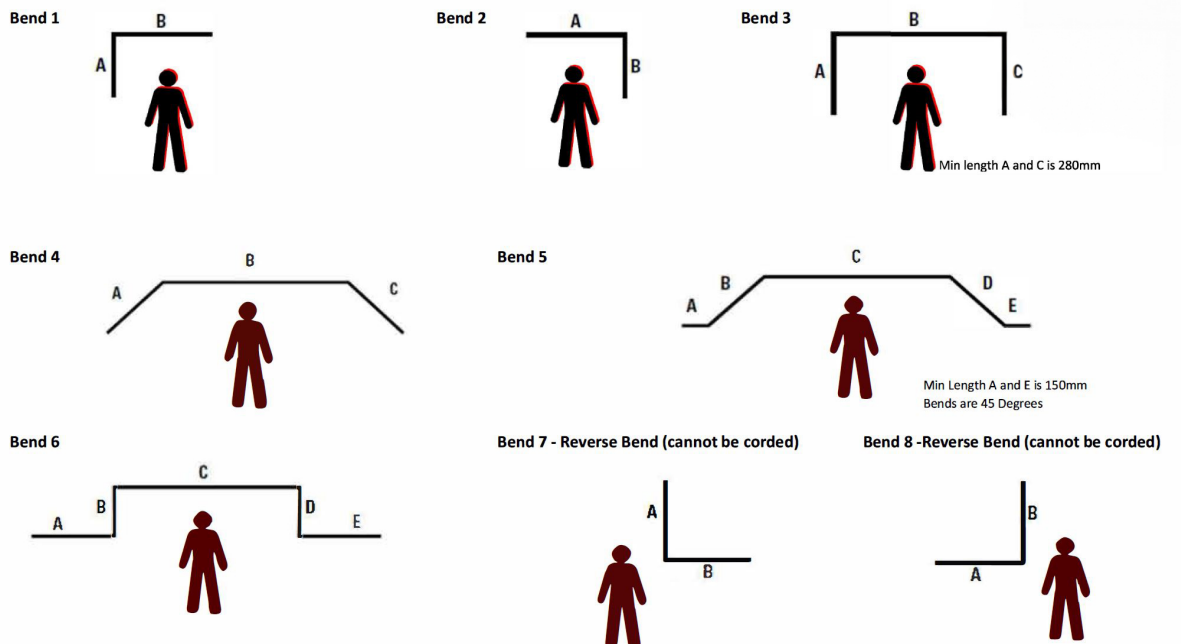 Bend 1
B
A
Bend 2
A
B
Bend 3
B
A
C
Min length A and C is 280mm
Bend 4
B
A
C
Bend 5
C
B
D
A
E
Min Length A and E is 150mm
Bends are 45 Degrees
Bend 6
C
B
D
A
E
Bend 7 - Reverse Bend (cannot be corded)
A
B
Bend 8 -Reverse Bend (cannot be corded)
B
A